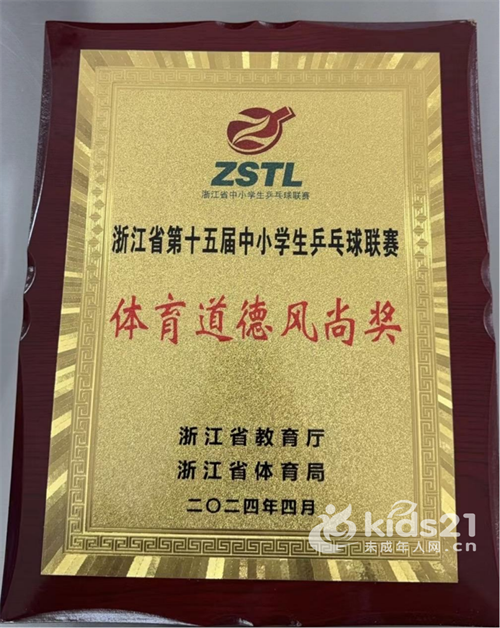 ZSTL
浙江省中小学生乒乓球联赛
浙江省第十五届中小学生乒乓球联赛
体育道德风尚奖
浙江省教育厅
浙江省体育局
二〇二四年四月
kids21
未成年人网.cn